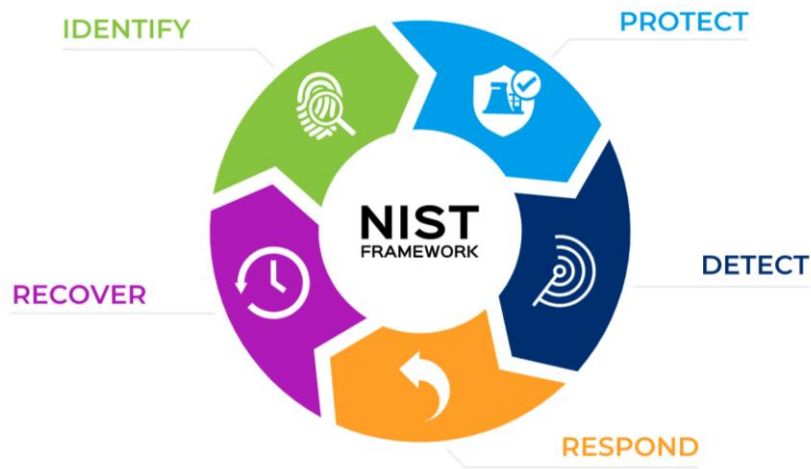 IDENTIFY
PROTECT
NIST
FRAMEWORK
DETECT
RECOVER
RESPOND